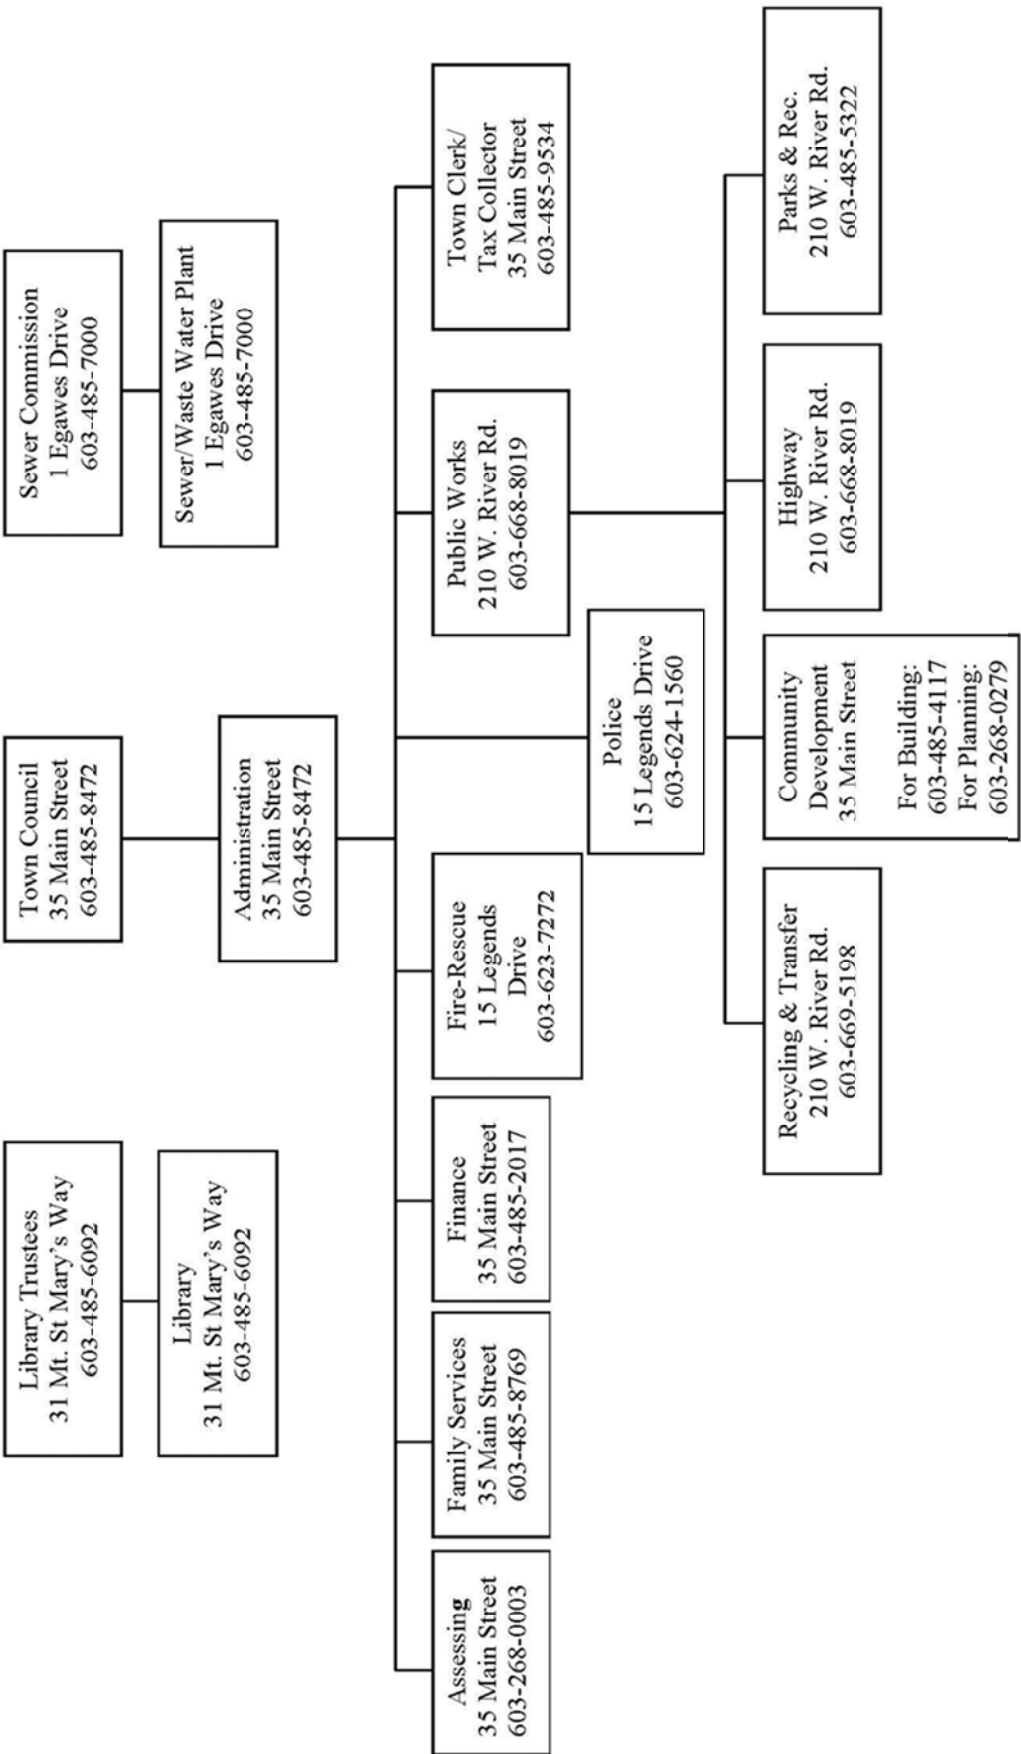 Library Trustees
31 Mt. St Mary's Way
603-485-6092
Town Council
35 Main Street
603-485-8472
Sewer Commission
1 Egawes Drive
603-485-7000
Library
31 Mt. St Mary's Way
603-485-6092
Administration
35 Main Street
603-485-8472
Sewer/Waste Water Plant
1 Egawes Drive
603-485-7000
Assessing
35 Main Street
603-268-0003
Family Services
35 Main Street
603-485-8769
Finance
35 Main Street
603-485-2017
Fire-Rescue
15 Legends
Drive
603-623-7272
Public Works
210 W. River Rd.
603-668-8019
Town Clerk/
Tax Collector
35 Main Street
603-485-9534
Police
15 Legends Drive
603-624-1560
Recycling & Transfer
210 W. River Rd.
603-669-5198
Community
Development
35 Main Street
For Building:
603-485-4117
For Planning:
603-268-0279
Highway
210 W. River Rd.
603-668-8019
Parks & Rec.
210 W. River Rd.
603-485-5322